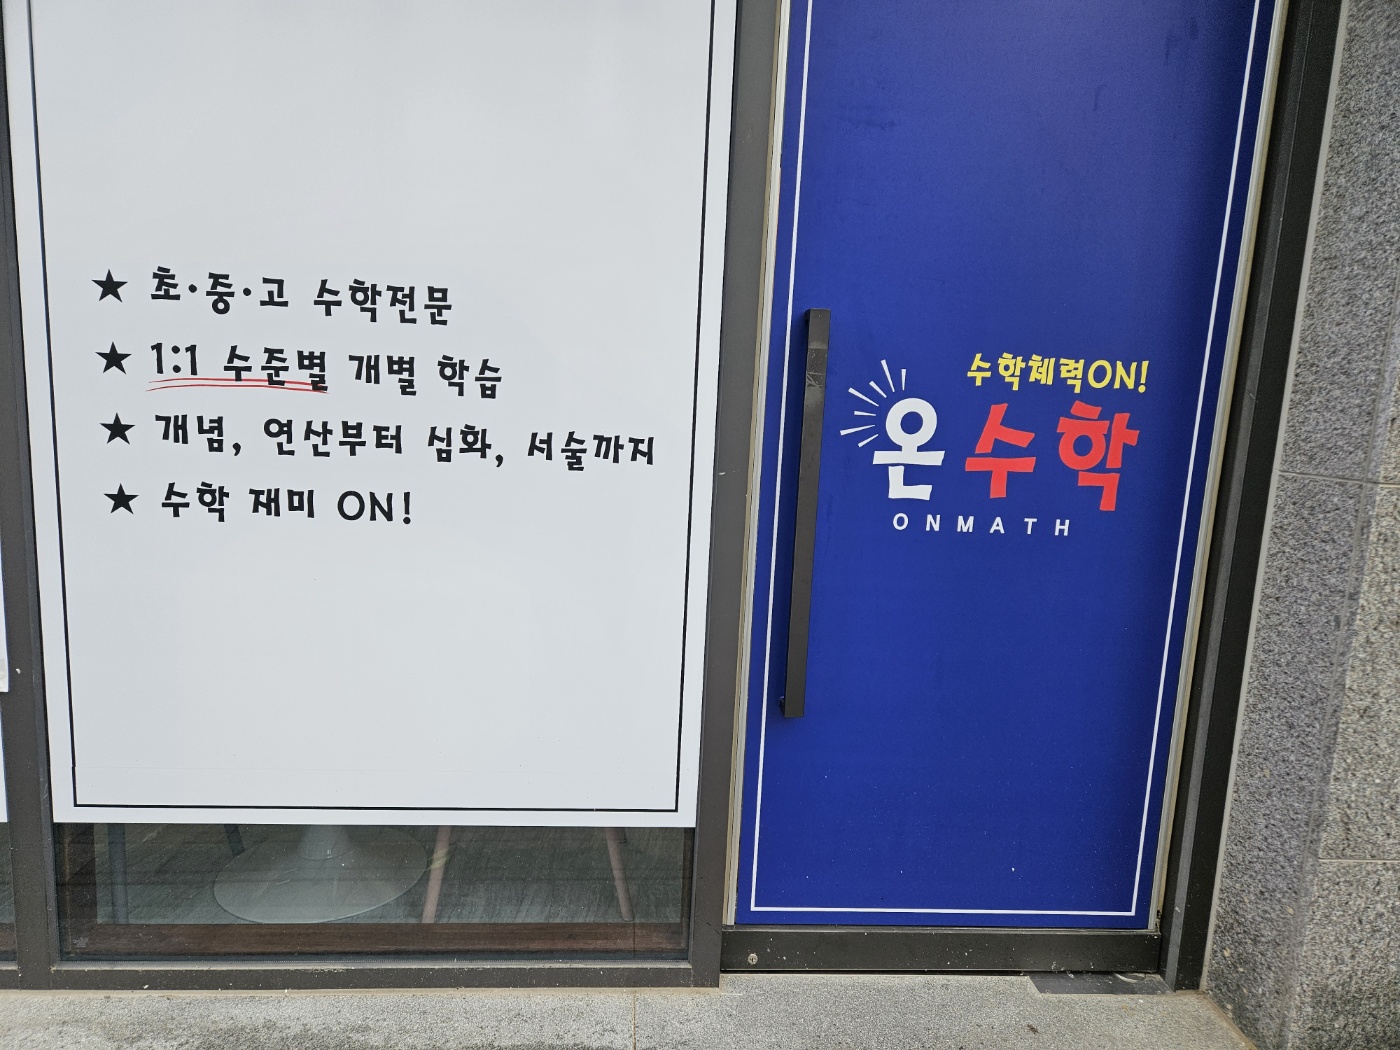 ★ 초·중·고 수학전문
★ 1:1 수준별 개별 학습
★ 개념, 연산부터 심화, 서술까지
★ 수학 재미 ON!
수학체력ON!
온수학
ONMATH